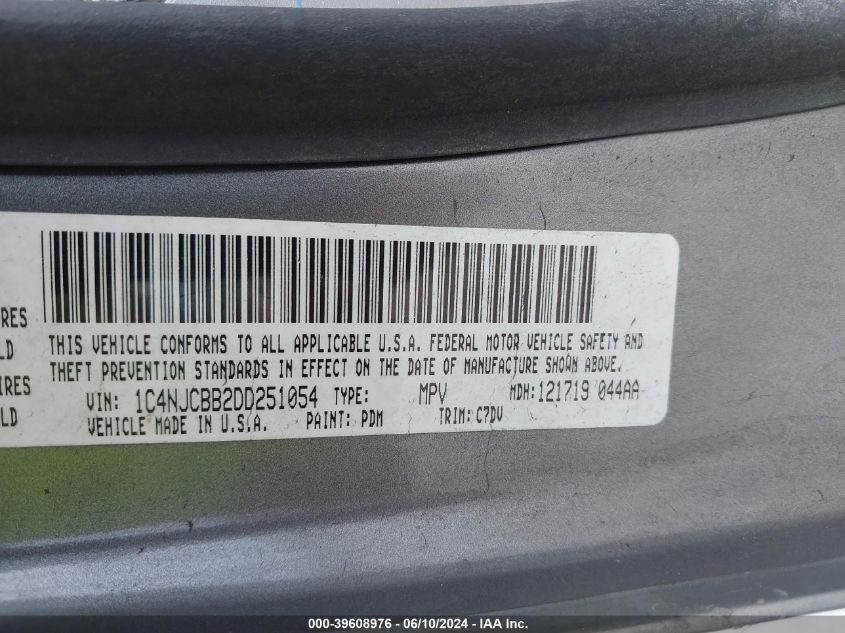 RES
LD
IRES
LD
THIS VEHICLE CONFORMS TO ALL APPLICABLE U.S.A. FEDERAL MOTOR VEHICLE SAFETY AND
THEFT PREVENTION STANDARDS IN EFFECT ON THE DATE OF MANUFACTURE SHOWN ABOVE.
VIN: 1C4NJCBB2DD251054 TYPE: MPV MDH: 121719 044AA
VEHICLE MADE IN U.S.A. PAINT: PDM TRIM: C7DV
000-39608976 - 06/10/2024 - IAA Inc.